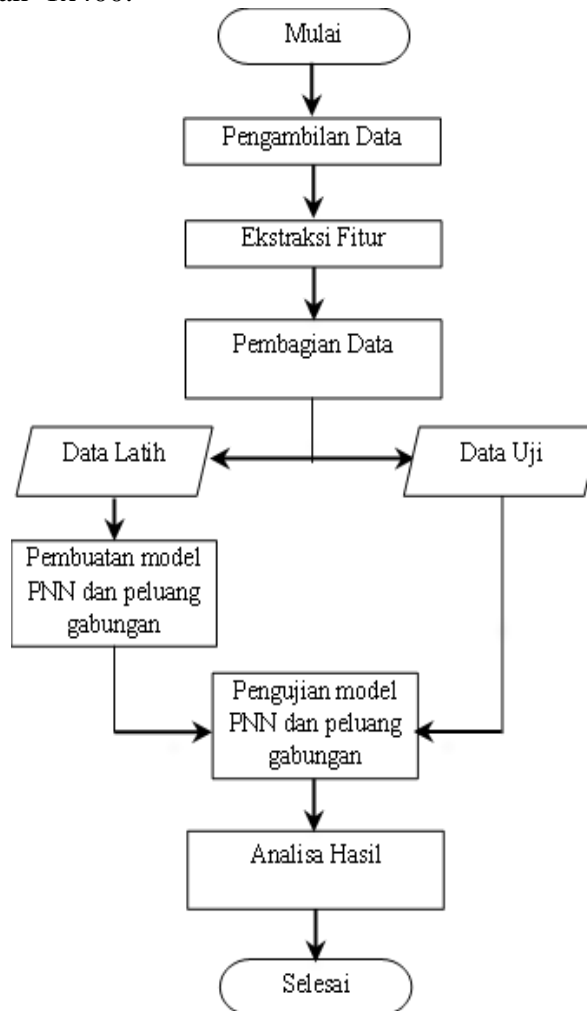 Mulai
Pengambilan Data
Ekstraksi Fitur
Pembagian Data
Data Latih
Data Uji
Pembuatan model
PNN dan peluang
gabungan
Pengujian model
PNN dan peluang
gabungan
Analisa Hasil
Selesai